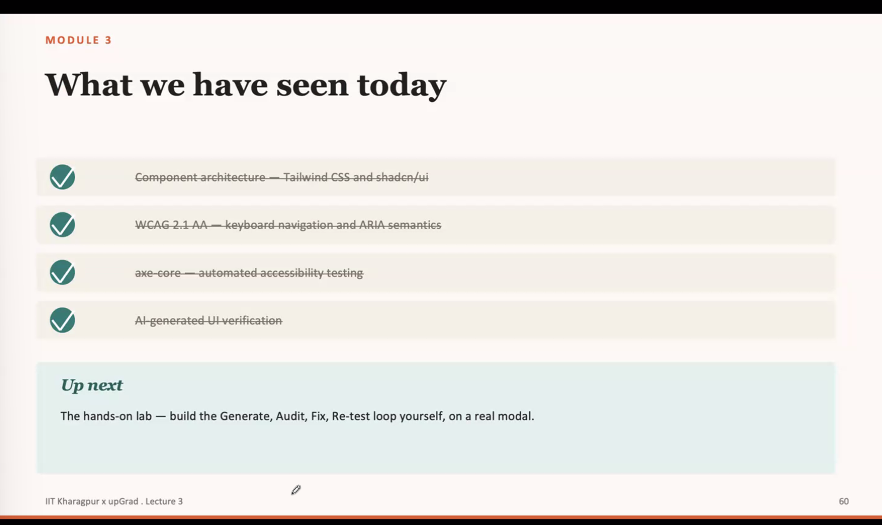 MODULE 3
What we have seen today
Component architecture — Tailwind CSS and shadcn/ui
WCAG 2.1 AA — keyboard navigation and ARIA semantics
axe-core — automated accessibility testing
AI-generated UI verification
Up next
The hands-on lab — build the Generate, Audit, Fix, Re-test loop yourself, on a real modal.
IIT Kharagpur x upGrad . Lecture 3
60